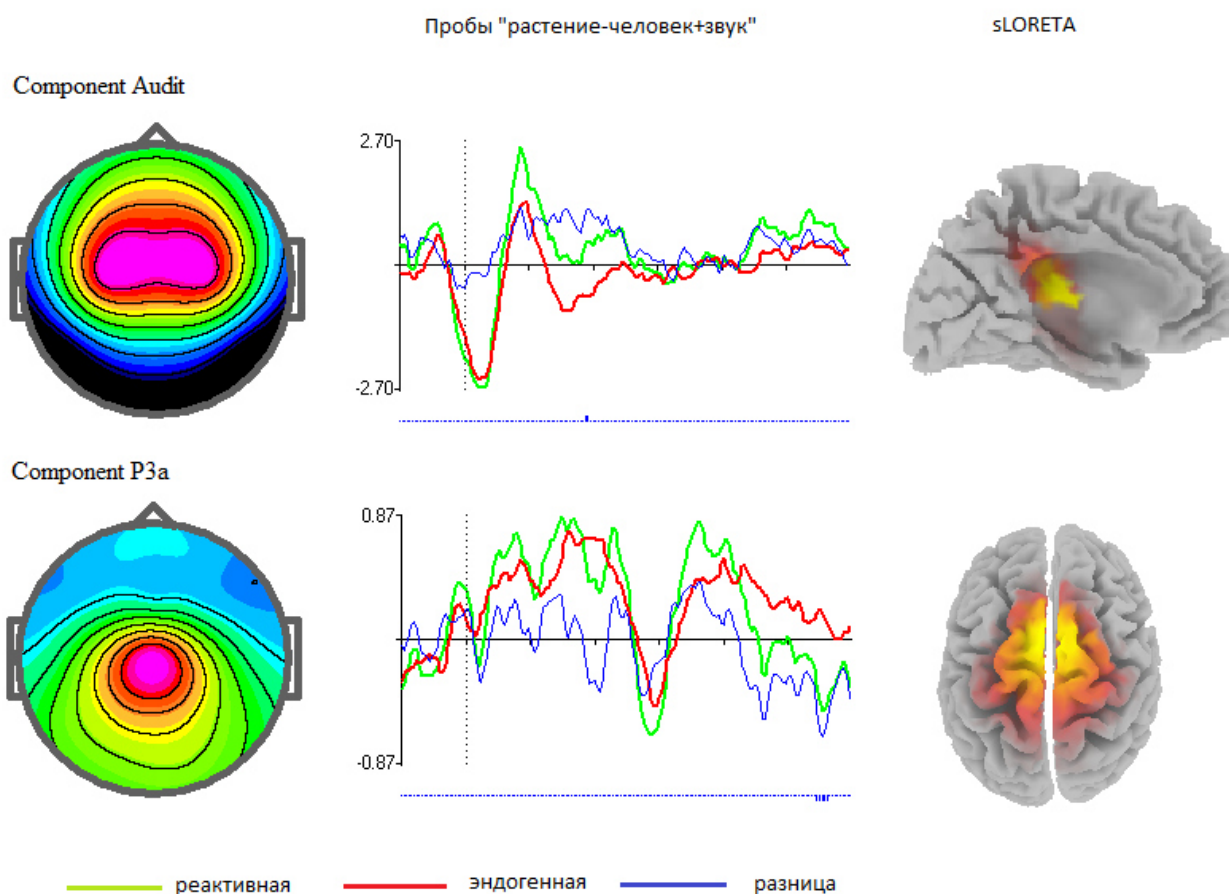 Пробы "растение-человек+звук"
sLORETA
Component Audit
2.70
-2.70
Component P3a
0.87
-0.87
реактивная
эндогенная
разница